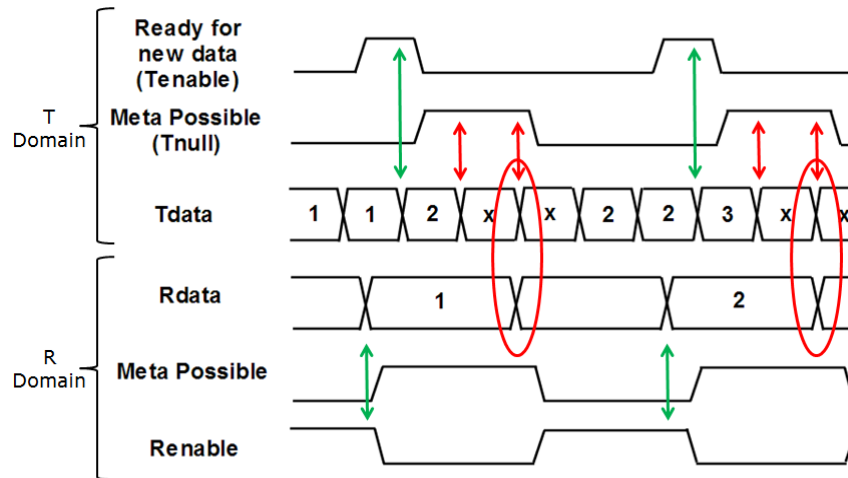 Ready for
new data
(Tenable)
T
Domain
Meta Possible
(Tnull)
Tdata
1 1 2 x x 2 2 3 x x
Rdata
1 2
R
Domain
Meta Possible
Renable